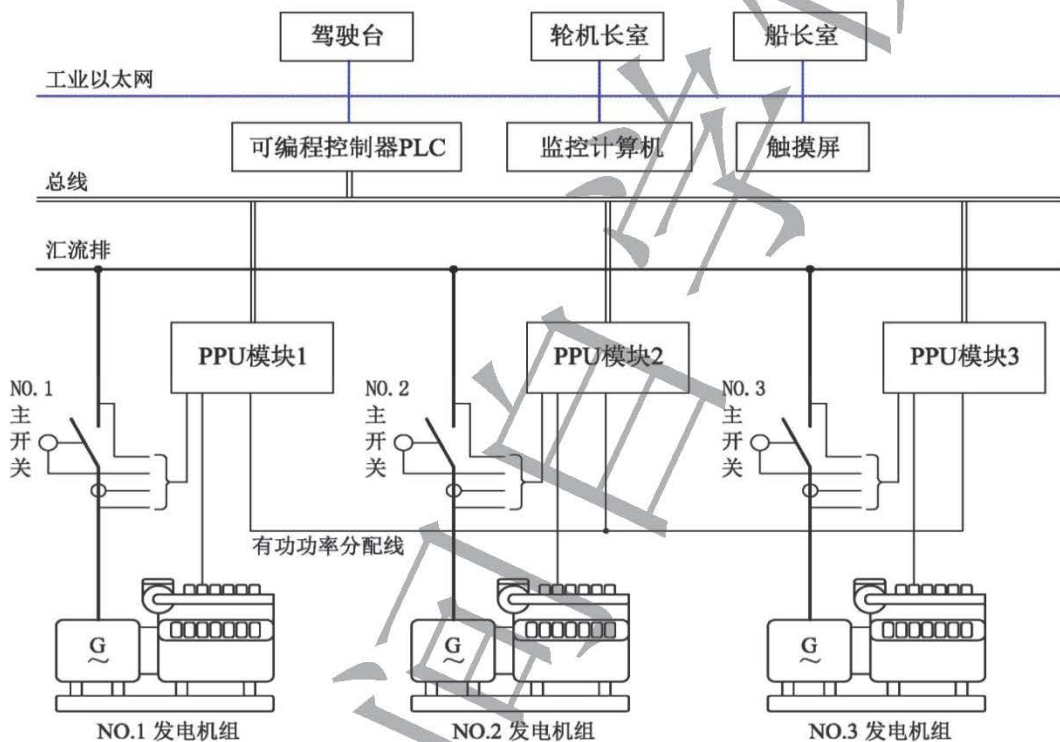 驾驶台 轮机长室 船长室
工业以太网
可编程控制器PLC 监控计算机 触摸屏
总线
汇流排
PPU模块1 PPU模块2 PPU模块3
NO.1 主开关
NO.2 主开关
NO.3 主开关
有功功率分配线
G ~ G ~ G ~
NO.1 发电机组 NO.2 发电机组 NO.3 发电机组